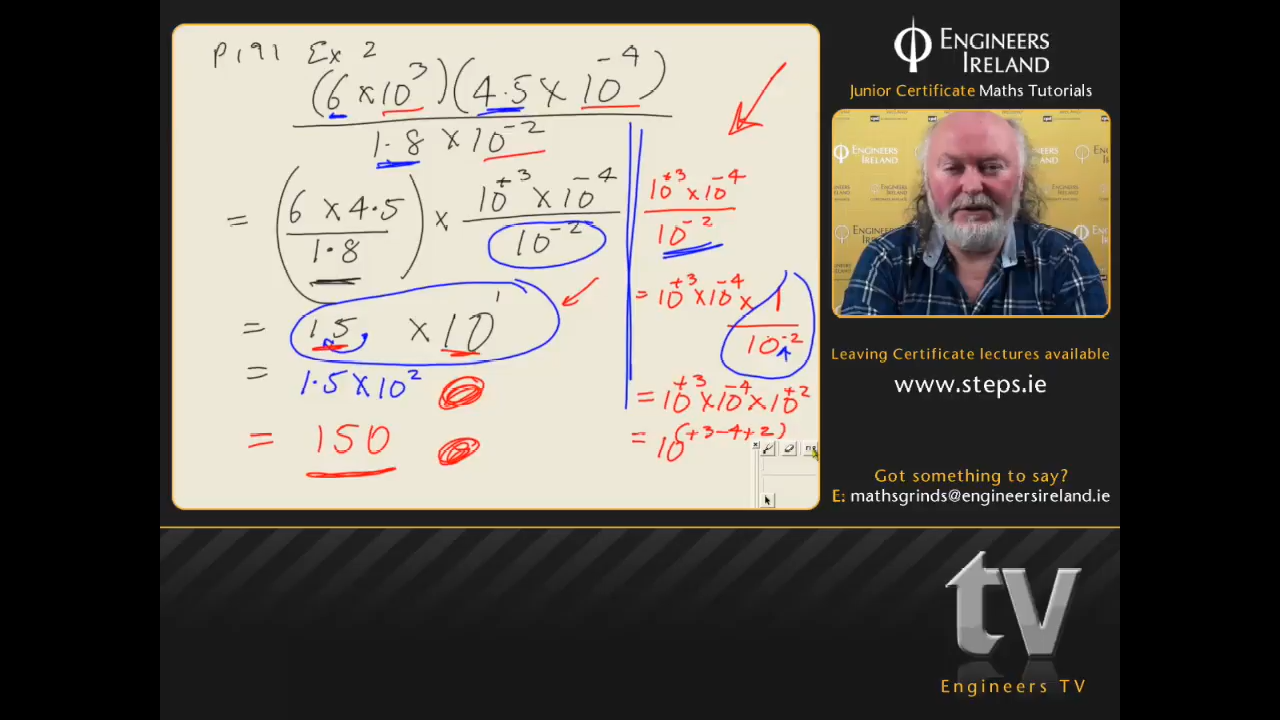 P191 Ex 2
(6 × 10³)(4.5 × 10⁻⁴)
1.8 × 10⁻²
= (6 × 4.5 / 1.8) × 10⁺³ × 10⁻⁴ / 10⁻²
= 15 × 10¹
= 1.5 × 10²
= 150
10⁺³ × 10⁻⁴
10⁻²
= 10⁺³ × 10⁻⁴ × 1 / 10⁻²
= 10⁺³ × 10⁻⁴ × 10⁺²
= 10⁽⁺³⁻⁴⁺²⁾
ENGINEERS
IRELAND
Junior Certificate Maths Tutorials
Leaving Certificate lectures available
www.steps.ie
Got something to say?
E: mathsgrinds@engineersireland.ie
tv
Engineers TV